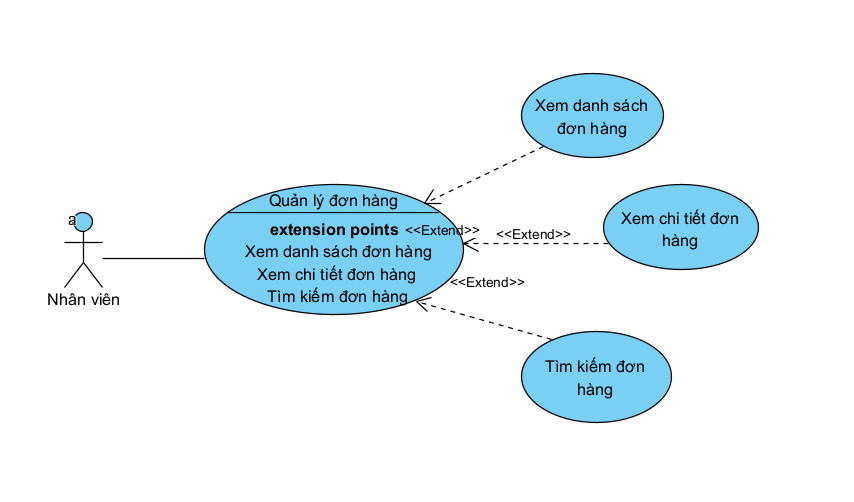 a
Nhân viên
Quản lý đơn hàng
extension points
Xem danh sách đơn hàng
Xem chi tiết đơn hàng
Tìm kiếm đơn hàng
<<Extend>>
<<Extend>>
<<Extend>>
Xem danh sách
đơn hàng
Xem chi tiết đơn
hàng
Tìm kiếm đơn
hàng